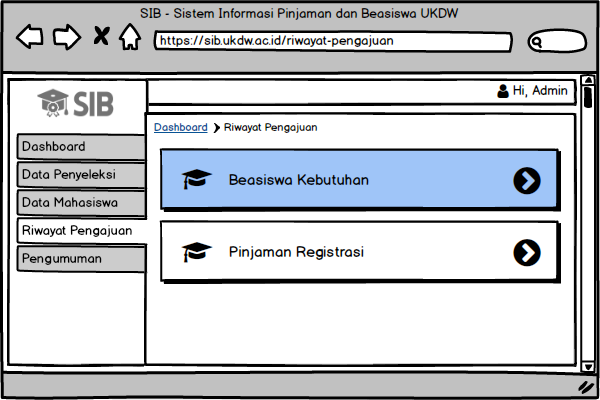 SIB - Sistem Informasi Pinjaman dan Beasiswa UKDW
https://sib.ukdw.ac.id/riwayat-pengajuan
SIB
Hi, Admin
Dashboard
Data Penyeleksi
Data Mahasiswa
Riwayat Pengajuan
Pengumuman
Dashboard > Riwayat Pengajuan
Beasiswa Kebutuhan
Pinjaman Registrasi